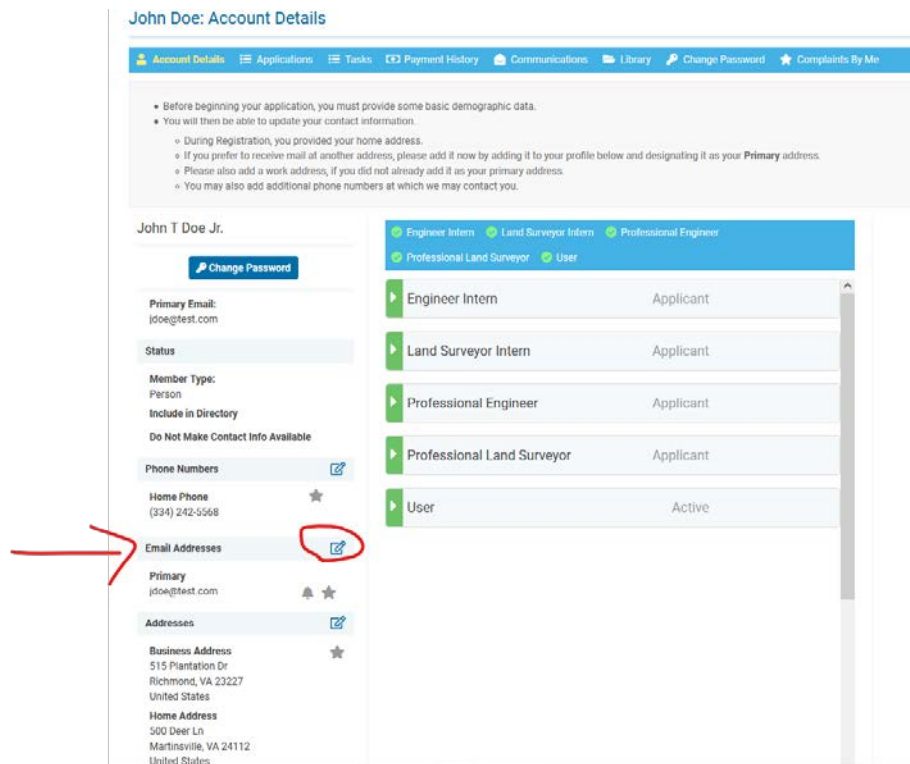 John Doe: Account Details
Account Details Applications Tasks Payment History Communications Library Change Password Complaints By Me
Before beginning your application, you must provide some basic demographic data.
You will then be able to update your contact information.
During Registration, you provided your home address.
If you prefer to receive mail at another address, please add it now by adding it to your profile below and designating it as your Primary address.
Please also add a work address, if you did not already add it as your primary address.
You may also add additional phone numbers at which we may contact you.
John T Doe Jr.
Change Password
Primary Email:
jdoe@test.com
Status
Member Type:
Person
Include in Directory
Do Not Make Contact Info Available
Phone Numbers
Home Phone
(334) 242-5568
Email Addresses
Primary
jdoe@test.com
Addresses
Business Address
515 Plantation Dr
Richmond, VA 23227
United States
Home Address
500 Deer Ln
Martinsville, VA 24112
United States
Engineer Intern Land Surveyor Intern Professional Engineer
Professional Land Surveyor User
Engineer Intern Applicant
Land Surveyor Intern Applicant
Professional Engineer Applicant
Professional Land Surveyor Applicant
User Active